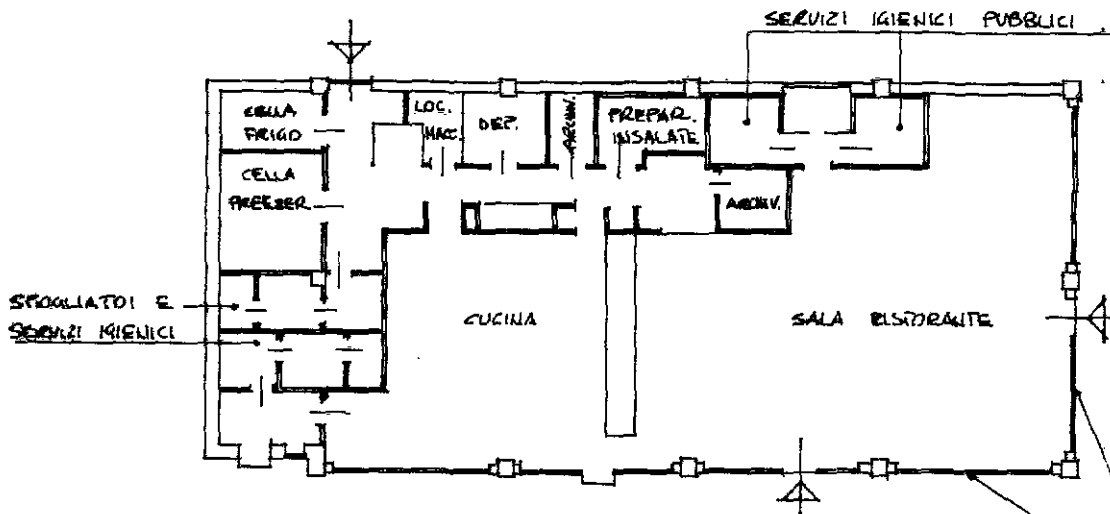 SERVIZI IGIENICI PUBBLICI
CELLA
FRIGO
LOC.
MACC.
DEP.
ARCHIV.
PREPAR.
INSALATE
CELLA
FREEZER
ARCHIV.
SPOGLIATOI E
SERVIZI IGIENICI
CUCINA
SALA RISTORANTE